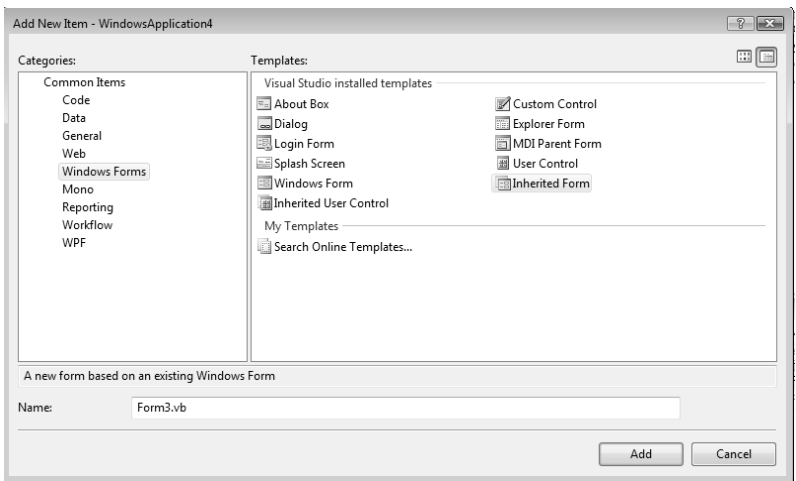 Add New Item - WindowsApplication4
Categories:
Templates:
Common Items
Code
Data
General
Web
Windows Forms
Mono
Reporting
Workflow
WPF
Visual Studio installed templates
About Box
Dialog
Login Form
Splash Screen
Windows Form
Inherited User Control
Custom Control
Explorer Form
MDI Parent Form
User Control
Inherited Form
My Templates
Search Online Templates...
A new form based on an existing Windows Form
Name: Form3.vb
Add Cancel